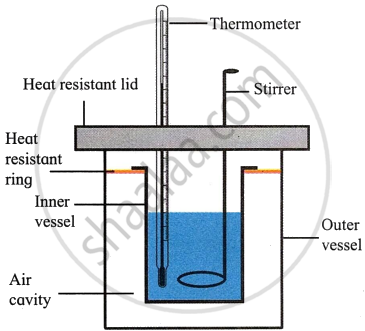 Thermometer
Heat resistant lid
Stirrer
Heat
resistant
ring
Inner
vessel
Outer
vessel
Air
cavity
shaalaa.com